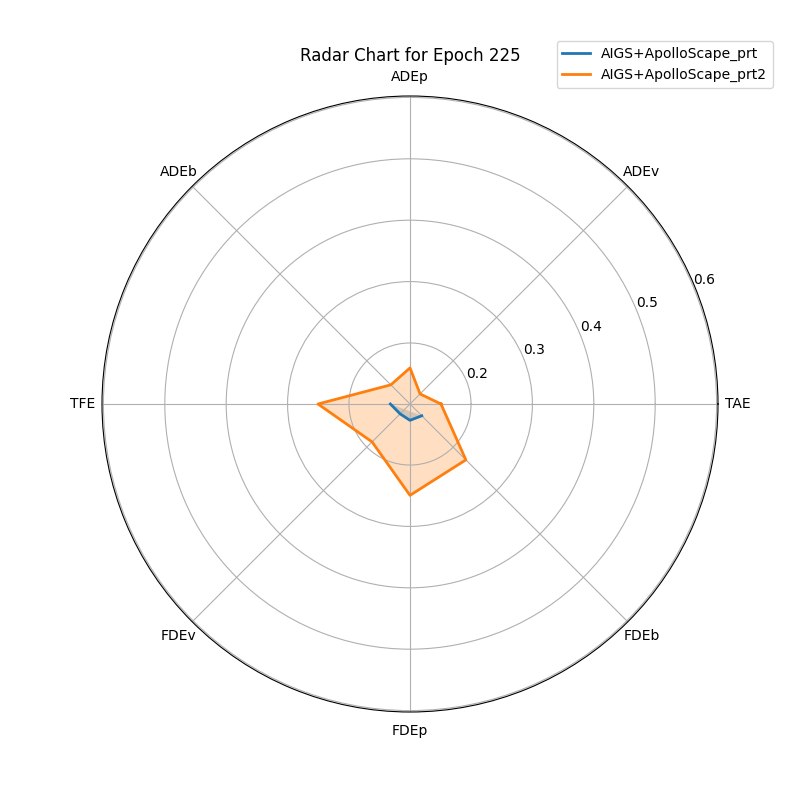 Radar Chart for Epoch 225
AIGS+ApolloScape_prt
AIGS+ApolloScape_prt2
ADEp
ADEb
ADEv
0.6
0.5
0.4
0.3
0.2
TFE
TAE
FDEv
FDEb
FDEp